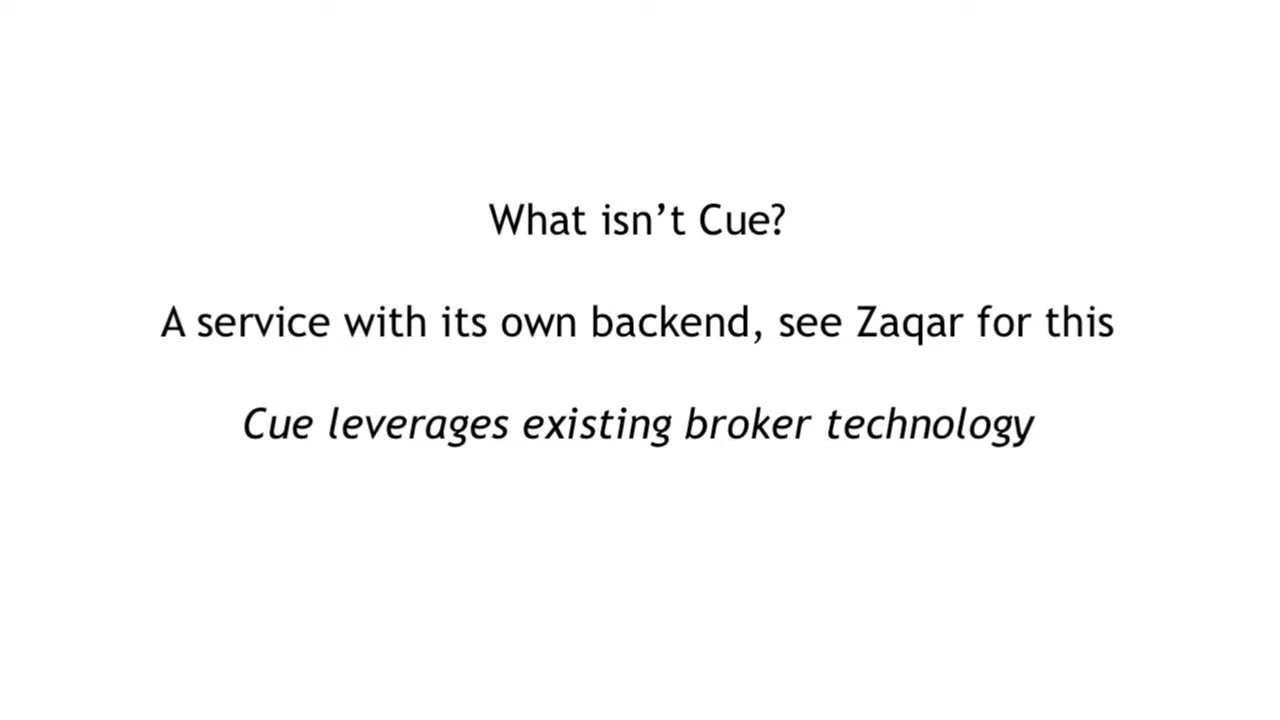 What isn’t Cue?
A service with its own backend, see Zaqar for this
Cue leverages existing broker technology